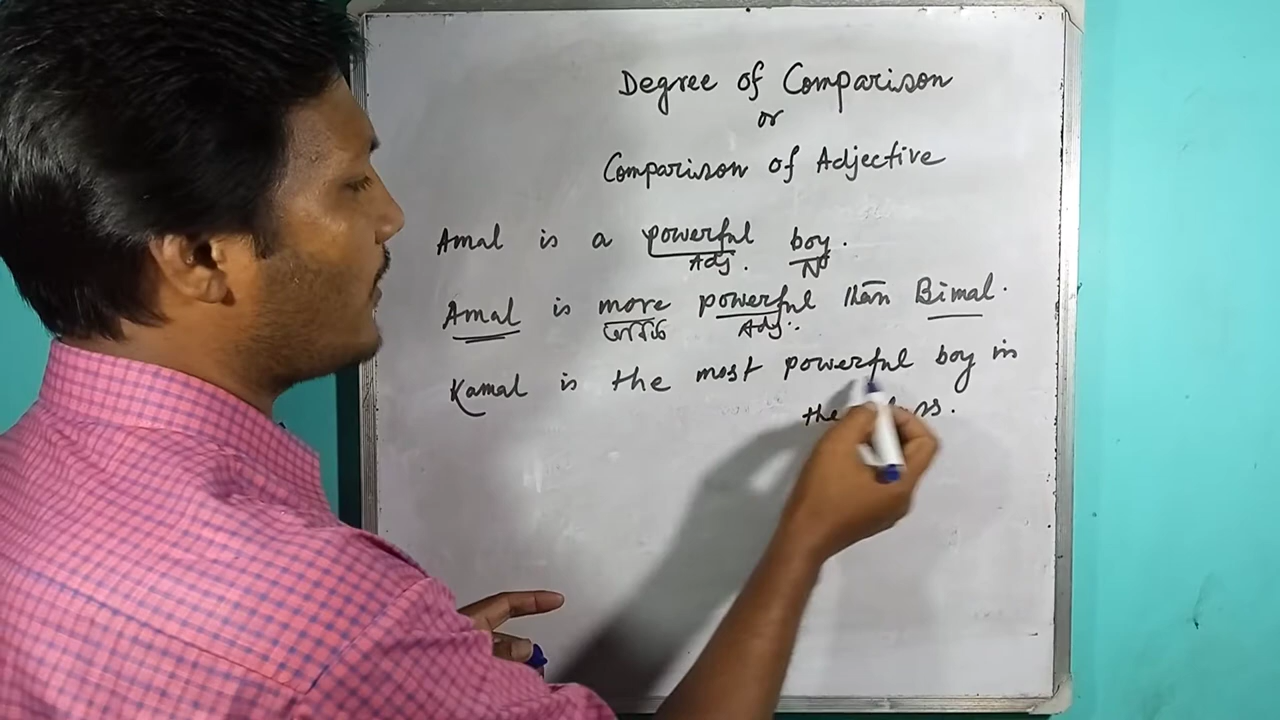 Degree of Comparison
or
Comparison of Adjective
Amal is a powerful boy.
Adj. N
Amal is more powerful than Bimal.
Adj.
Kamal is the most powerful boy in
the